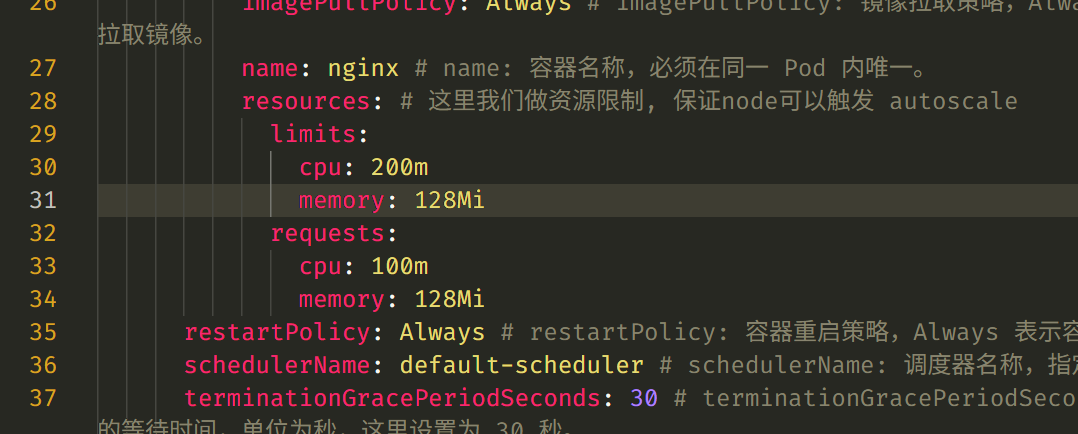 26 imagePullPolicy: Always # imagePullPolicy: 镜像拉取策略，Alwa
拉取镜像。
27 name: nginx # name: 容器名称，必须在同一 Pod 内唯一。
28 resources: # 这里我们做资源限制, 保证node可以触发 autoscale
29 limits:
30 cpu: 200m
31 memory: 128Mi
32 requests:
33 cpu: 100m
34 memory: 128Mi
35 restartPolicy: Always # restartPolicy: 容器重启策略，Always 表示容
36 schedulerName: default-scheduler # schedulerName: 调度器名称，指定
37 terminationGracePeriodSeconds: 30 # terminationGracePeriodSeco
的等待时间，单位为秒，这里设置为 30 秒。